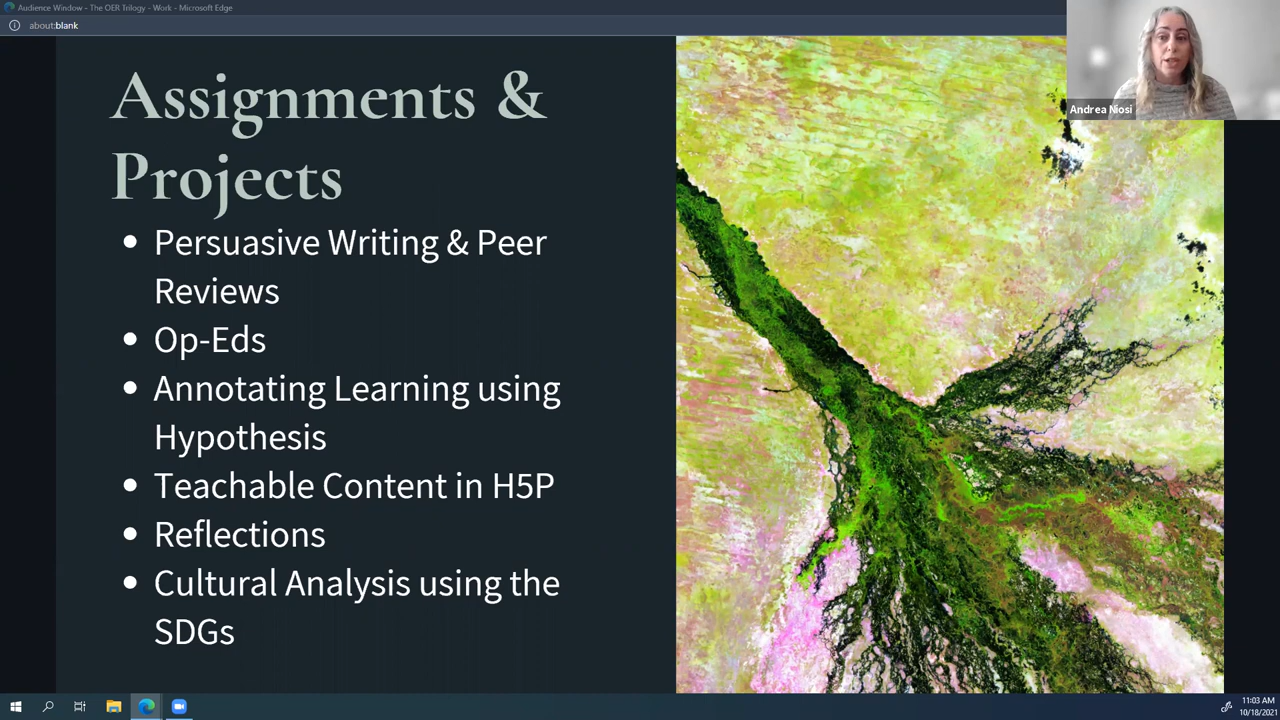 Audience Window - The OER Trilogy - Work - Microsoft Edge
about:blank
Assignments &
Projects
Persuasive Writing & Peer
Reviews
Op-Eds
Annotating Learning using
Hypothesis
Teachable Content in H5P
Reflections
Cultural Analysis using the
SDGs
Andrea Niosi
11:03 AM
10/18/2021